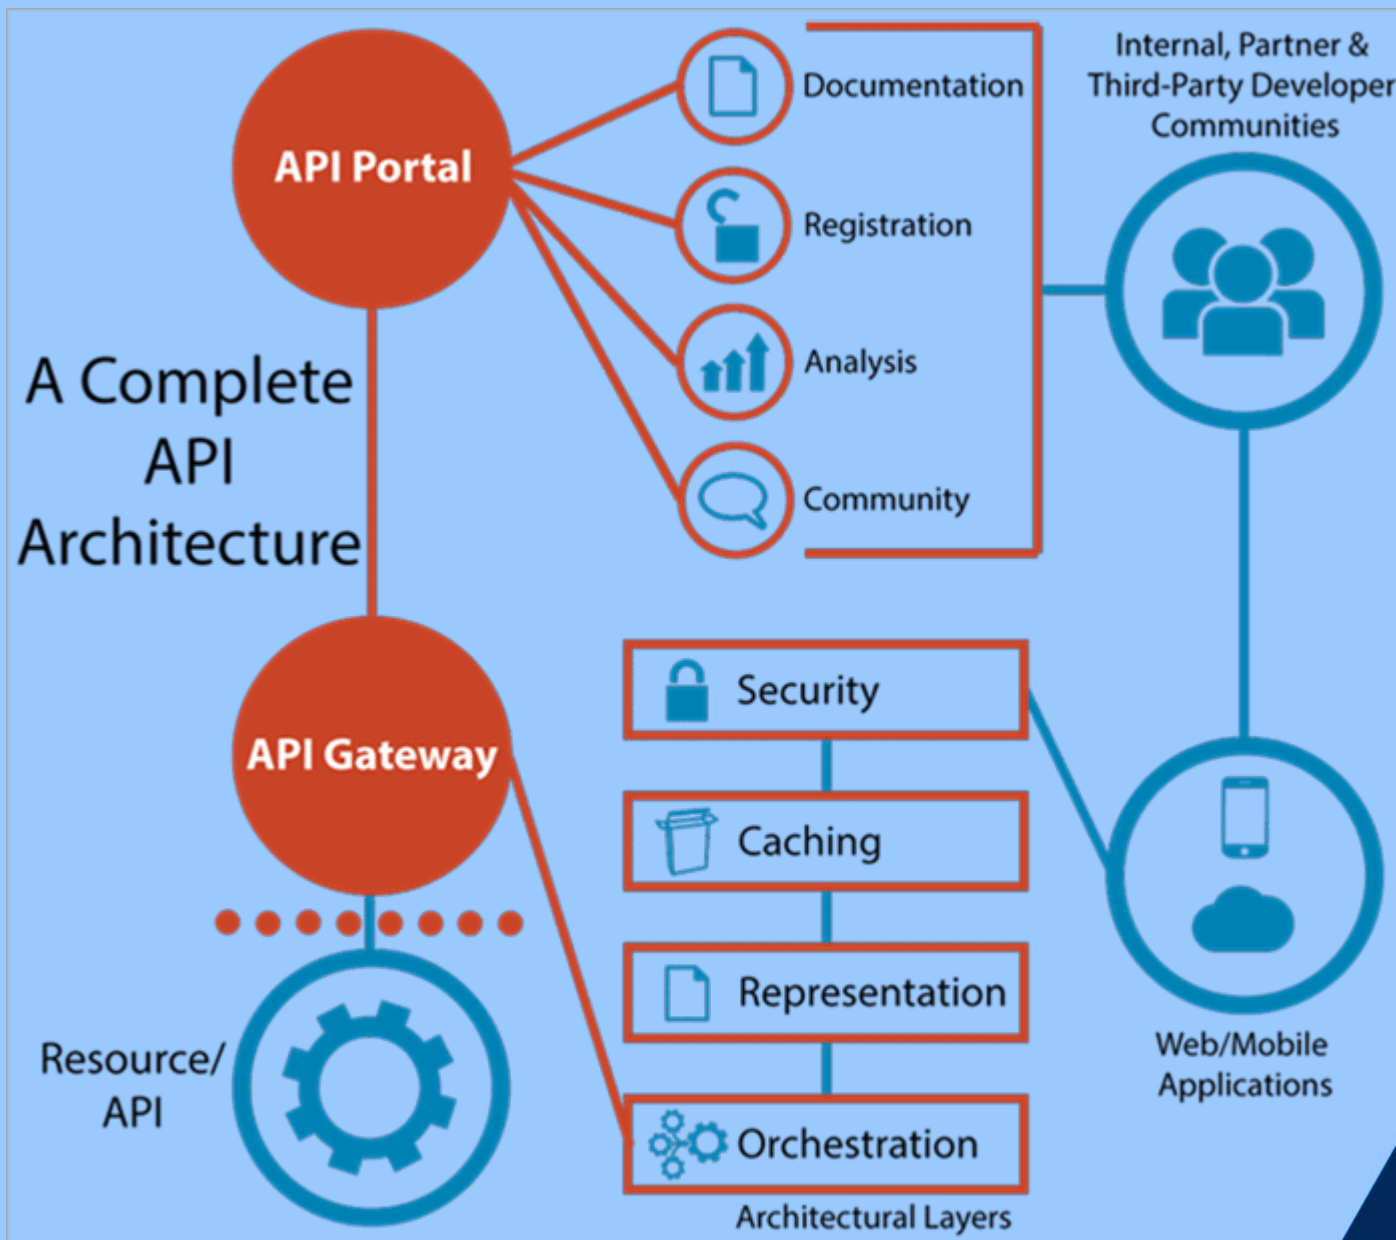 API Portal
Documentation
Registration
Analysis
Community
Internal, Partner &
Third-Party Developer
Communities
A Complete
API
Architecture
API Gateway
Security
Caching
Representation
Orchestration
Architectural Layers
Resource/
API
Web/Mobile
Applications